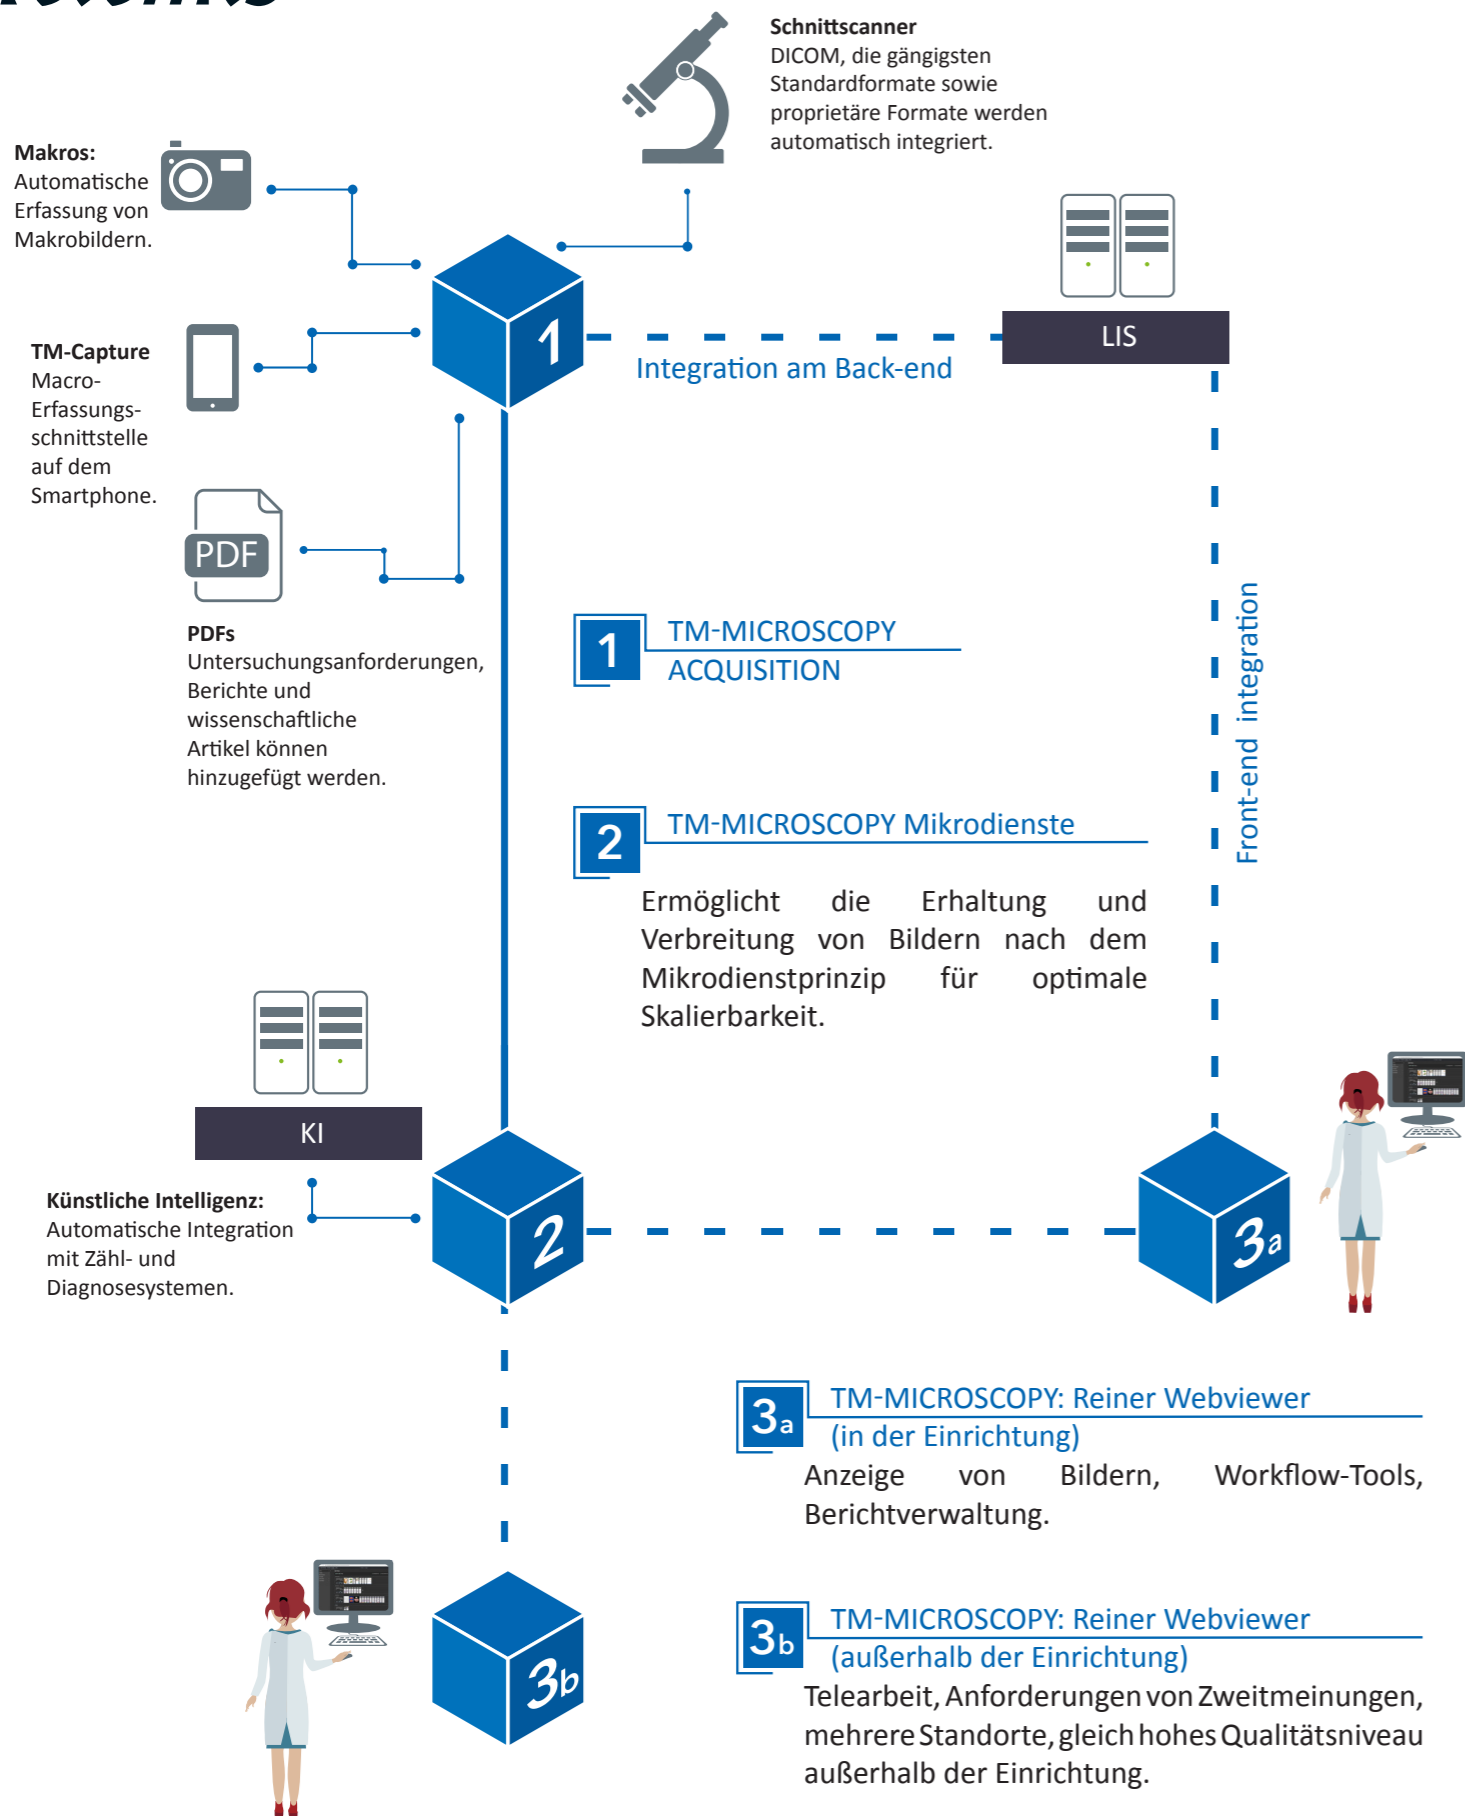 Schnittscanner
DICOM, die gängigsten
Standardformate sowie
proprietäre Formate werden
automatisch integriert.
Makros:
Automatische
Erfassung von
Makrobildern.
1
LIS
Integration am Back-end
TM-Capture
Macro-
Erfassungs-
schnittstelle
auf dem
Smartphone.
PDF
PDFs
Untersuchungsanforderungen,
Berichte und
wissenschaftliche
Artikel können
hinzugefügt werden.
Front-end integration
1
TM-MICROSCOPY
ACQUISITION
2
TM-MICROSCOPY Mikrodienste
Ermöglicht die Erhaltung und
Verbreitung von Bildern nach dem
Mikrodienstprinzip für optimale
Skalierbarkeit.
KI
Künstliche Intelligenz:
Automatische Integration
mit Zähl- und
Diagnosesystemen.
2
3a
3a
TM-MICROSCOPY: Reiner Webviewer
(in der Einrichtung)
Anzeige von Bildern, Workflow-Tools,
Berichtverwaltung.
3b
3b
TM-MICROSCOPY: Reiner Webviewer
(außerhalb der Einrichtung)
Telearbeit, Anforderungen von Zweitmeinungen,
mehrere Standorte, gleich hohes Qualitätsniveau
außerhalb der Einrichtung.